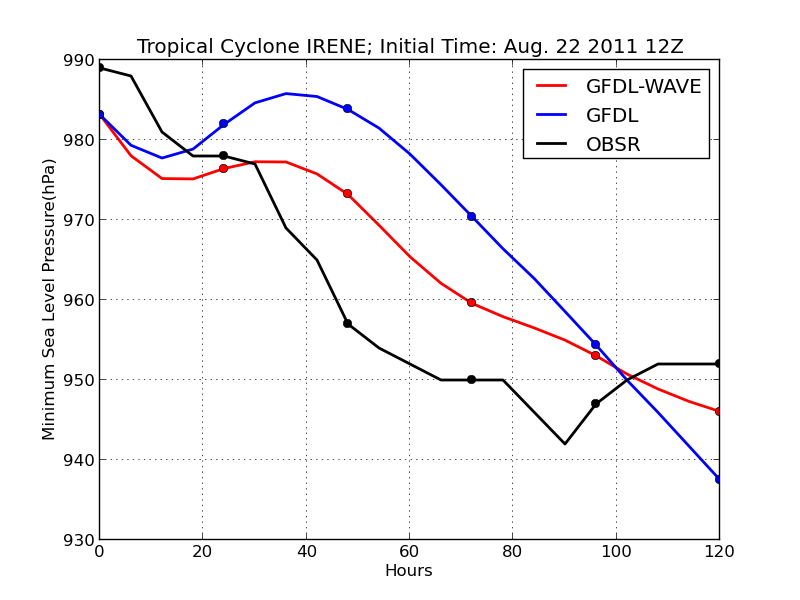 Tropical Cyclone IRENE; Initial Time: Aug. 22 2011 12Z
GFDL-WAVE
GFDL
OBSR
Minimum Sea Level Pressure(hPa)
990
980
970
960
950
940
930
0 20 40 60 80 100 120
Hours